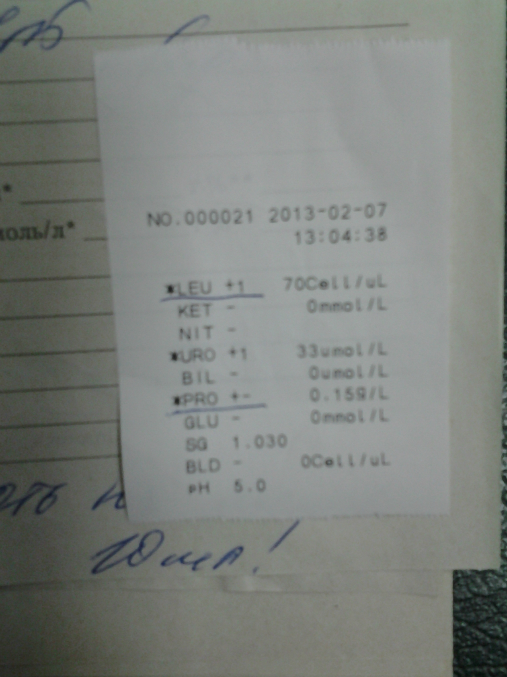 NO.000021 2013-02-07
13:04:38
моль/л*
*LEU +1 70Cell/uL
KET - 0mmol/L
NIT -
*URO +1 33umol/L
BIL - 0umol/L
*PRO +- 0.15g/L
GLU - 0mmol/L
SG 1.030
BLD - 0Cell/uL
pH 5.0